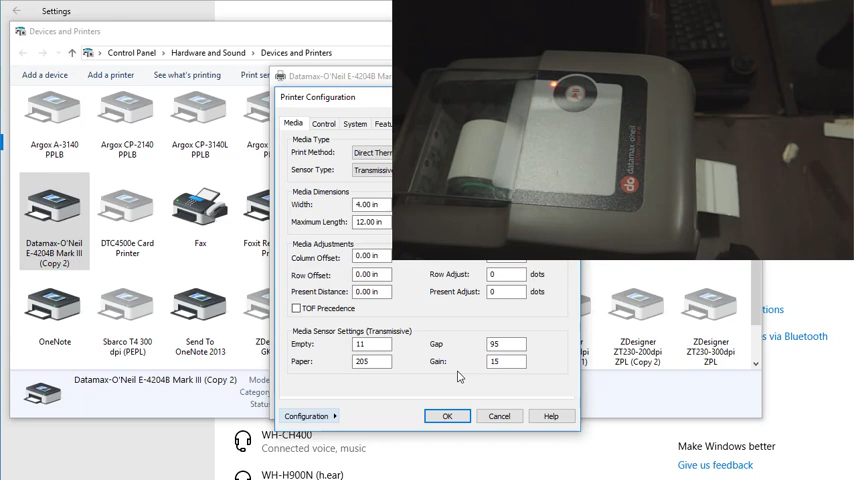 Settings
Devices and Printers
Control Panel
Hardware and Sound
Devices and Printers
Add a device
Add a printer
See what's printing
Print
Argox A-3140
PPLB
Argox CP-2140
PPLB
Argox CP-3140L
PPLB
Datamax-O'Neil
E-4204B Mark III
(Copy 2)
DTC4500e Card
Printer
Fax
Foxit
OneNote
Sbarco T4 300
dpi (PEPL)
Send To
OneNote 2013
Datamax-O'Neil E-4204B Mark III (Copy 2)
Datamax-O'Neil E-4204B Mark
Printer Configuration
Media
Control
System
Media Type
Print Method:
Direct
Sensor Type:
Transmissive
Media Dimensions
Width:
4.00 in
Maximum Length:
12.00 in
Media Adjustments
Column Offset:
0.00 in
Row Offset:
0.00 in
Row Adjust:
0
dots
Present Distance:
0.00 in
Present Adjust:
0
dots
TOF Precedence
Media Sensor Settings (Transmissive)
Empty:
11
Gap
95
Paper:
205
Gain:
15
Configuration
OK
Cancel
Help
datamax·oneil
ZDesigner
ZT230-200dpi
ZPL (Copy 2)
ZDesigner
ZT230-300dpi
ZPL
via Bluetooth
WH-CH400
Connected voice, music
WH-H900N (h.ear)
Make Windows better
Give us feedback